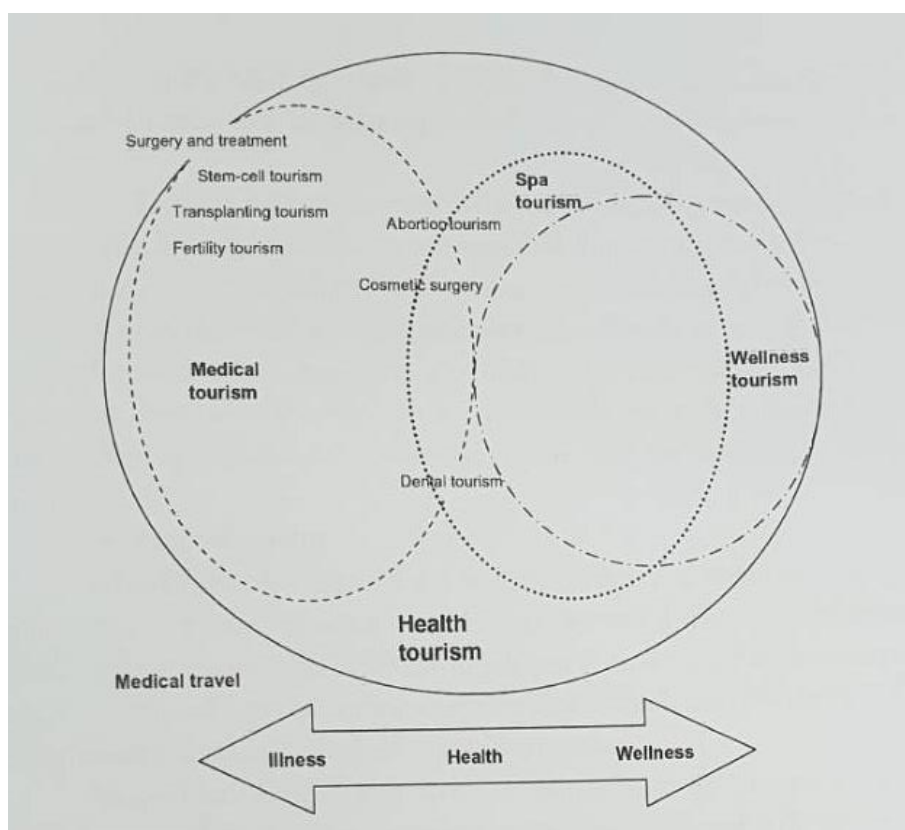 Surgery and treatment
Stem-cell tourism
Transplanting tourism
Fertility tourism
Spa
tourism
Abortion tourism
Cosmetic surgery
Medical
tourism
Wellness
tourism
Dental tourism
Health
tourism
Medical travel
Illness
Health
Wellness